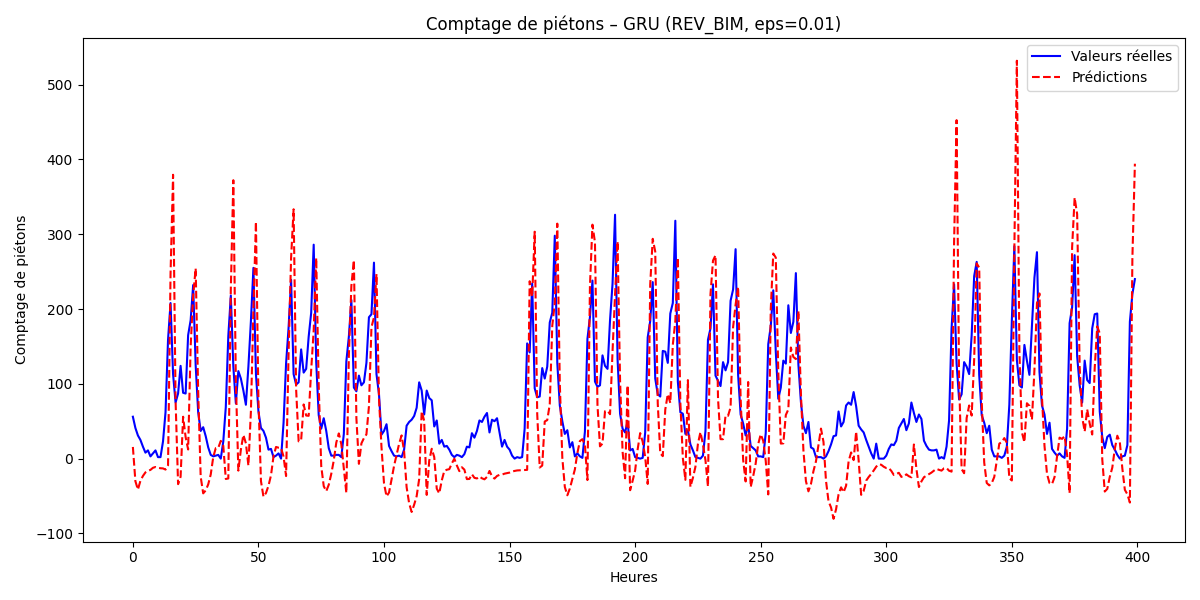 Comptage de piétons – GRU (REV_BIM, eps=0.01)
Valeurs réelles
Prédictions
Comptage de piétons
500
400
300
200
100
0
−100
0 50 100 150 200 250 300 350 400
Heures